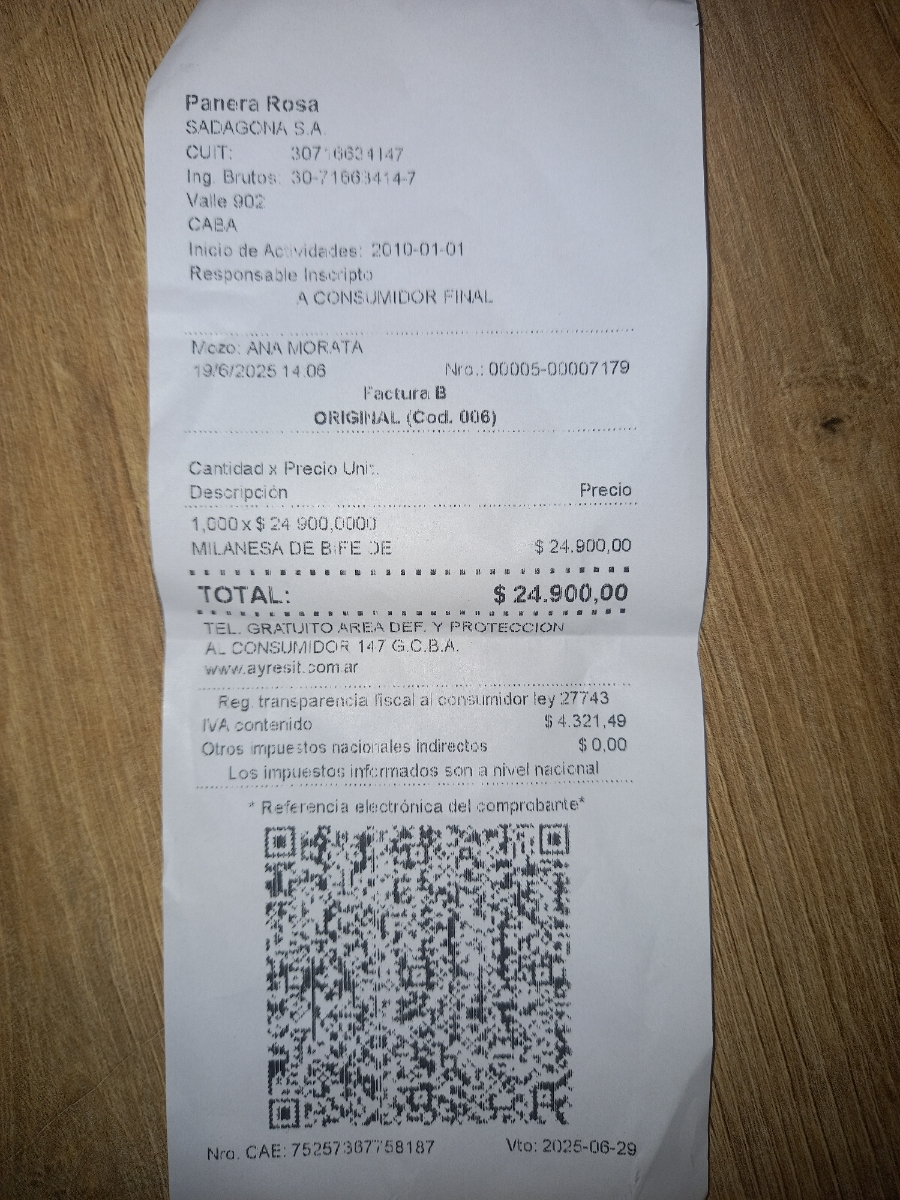 Panera Rosa
SADAGONA S.A.
CUIT:
Ing. Brutos: 30-71663414-7
Valle 902
CABA
Inicio de Actividades: 2010-01-01
Responsable Inscripto
A CONSUMIDOR FINAL
Mozo: ANA MORATA
19/6/2025 14:06 Nro.: 00005-00007179
Factura B
ORIGINAL (Cod. 006)
Cantidad x Precio Unit.
Descripción Precio
1,000 x $ 24.900,0000
MILANESA DE BIFE DE $ 24.900,00
TOTAL: $ 24.900,00
TEL. GRATUITO AREA DEF. Y PROTECCION
AL CONSUMIDOR 147 G.C.B.A.
www.ayresit.com.ar
Reg. transparencia fiscal al consumidor ley 27743
IVA contenido $ 4.321,49
Otros impuestos nacionales indirectos $ 0,00
Los impuestos informados son a nivel nacional
* Referencia electrónica del comprobante*
Nro. CAE: 75257367758187 Vto: 2025-06-29